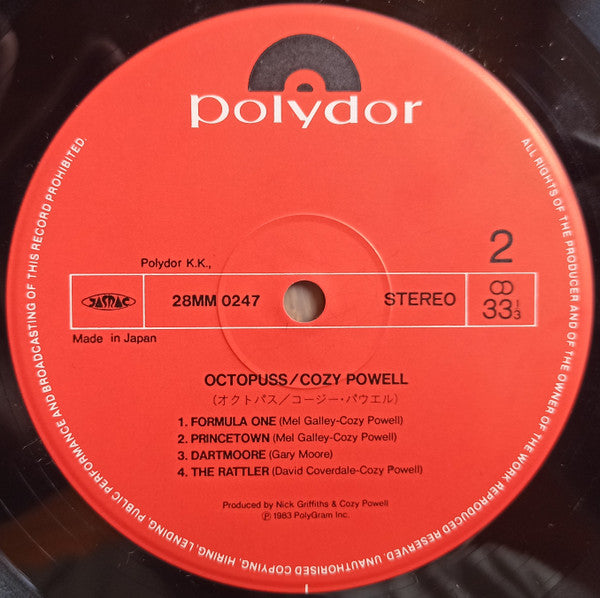 polydor
Polydor K.K.,
2
JASRAC
28MM 0247
STEREO
33 1/3
Made in Japan
OCTOPUSS/COZY POWELL
(オクトパス/コージー・パウエル)
1. FORMULA ONE (Mel Galley-Cozy Powell)
2. PRINCETOWN (Mel Galley-Cozy Powell)
3. DARTMOORE (Gary Moore)
4. THE RATTLER (David Coverdale-Cozy Powell)
Produced by Nick Griffiths & Cozy Powell
Ⓟ 1983 PolyGram Inc.
ALL RIGHTS OF THE PRODUCER AND OF THE OWNER OF THE WORK REPRODUCED RESERVED. UNAUTHORISED COPYING, HIRING, LENDING, PUBLIC PERFORMANCE AND BROADCASTING OF THIS RECORD PROHIBITED.